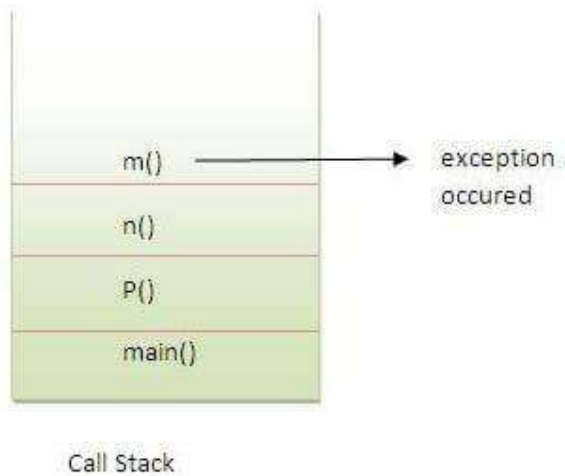 m()
exception
occured
n()
P()
main()
Call Stack